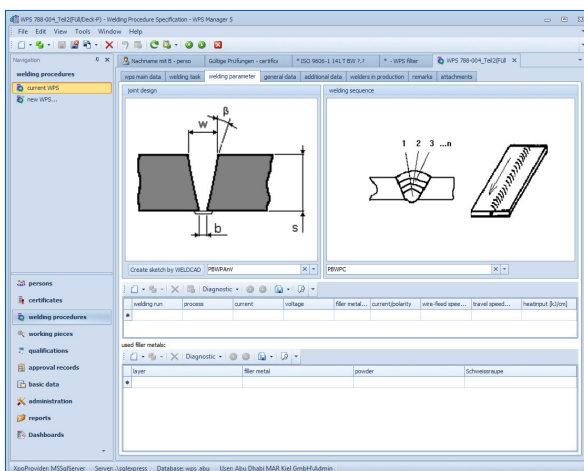 WPS 788-004_Teil2(Full/Deck-P) - Welding Procedure Specification - WPS Manager 5
File Edit View Tools Window Help
Navigation
Nachname mit B - perso
Gültige Prüfungen - certifics
* ISO 9606-1 141 T BW ?.?
* - WPS filter
WPS 788-004_Teil2(Full
welding procedures
wps main data
welding task
welding parameter
general data
additional data
welders in production
remarks
attachments
current WPS
new WPS...
joint design
welding sequence
β
w
1 2 3 ...n
s
b
Create sketch by WELDCAD
PBWPAnV
PBWPC
Diagnostic
welding run
process
current
voltage
filler metal...
current/polarity
wire-feed spee...
travel speed...
heatinput [kJ/cm]
used filler metals:
Diagnostic
layer
filler metal
powder
Schweissraupe
persons
certificates
welding procedures
working pieces
qualifications
approval records
basic data
administration
reports
Dashboards
XpoProvider: MSSqlServer Server: .\sqlexpress Database: wps_abu User: Abu Dhabi MAR Kiel GmbH\Admin